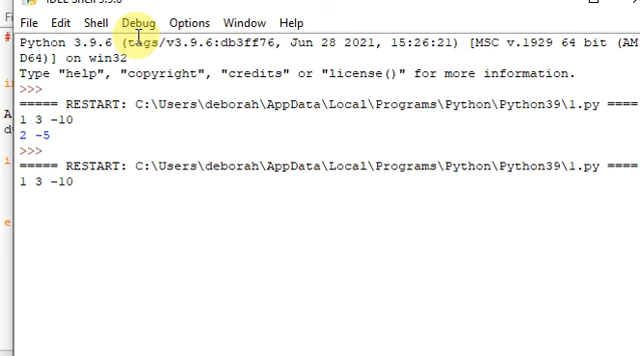 IDLE Shell 3.9.6
File Edit Shell Debug Options Window Help
Python 3.9.6 (tags/v3.9.6:db3ff76, Jun 28 2021, 15:26:21) [MSC v.1929 64 bit (AM
D64)] on win32
Type "help", "copyright", "credits" or "license()" for more information.
>>>
===== RESTART: C:\Users\deborah\AppData\Local\Programs\Python\Python39\1.py ====
1 3 -10
2 -5
>>>
===== RESTART: C:\Users\deborah\AppData\Local\Programs\Python\Python39\1.py ====
1 3 -10